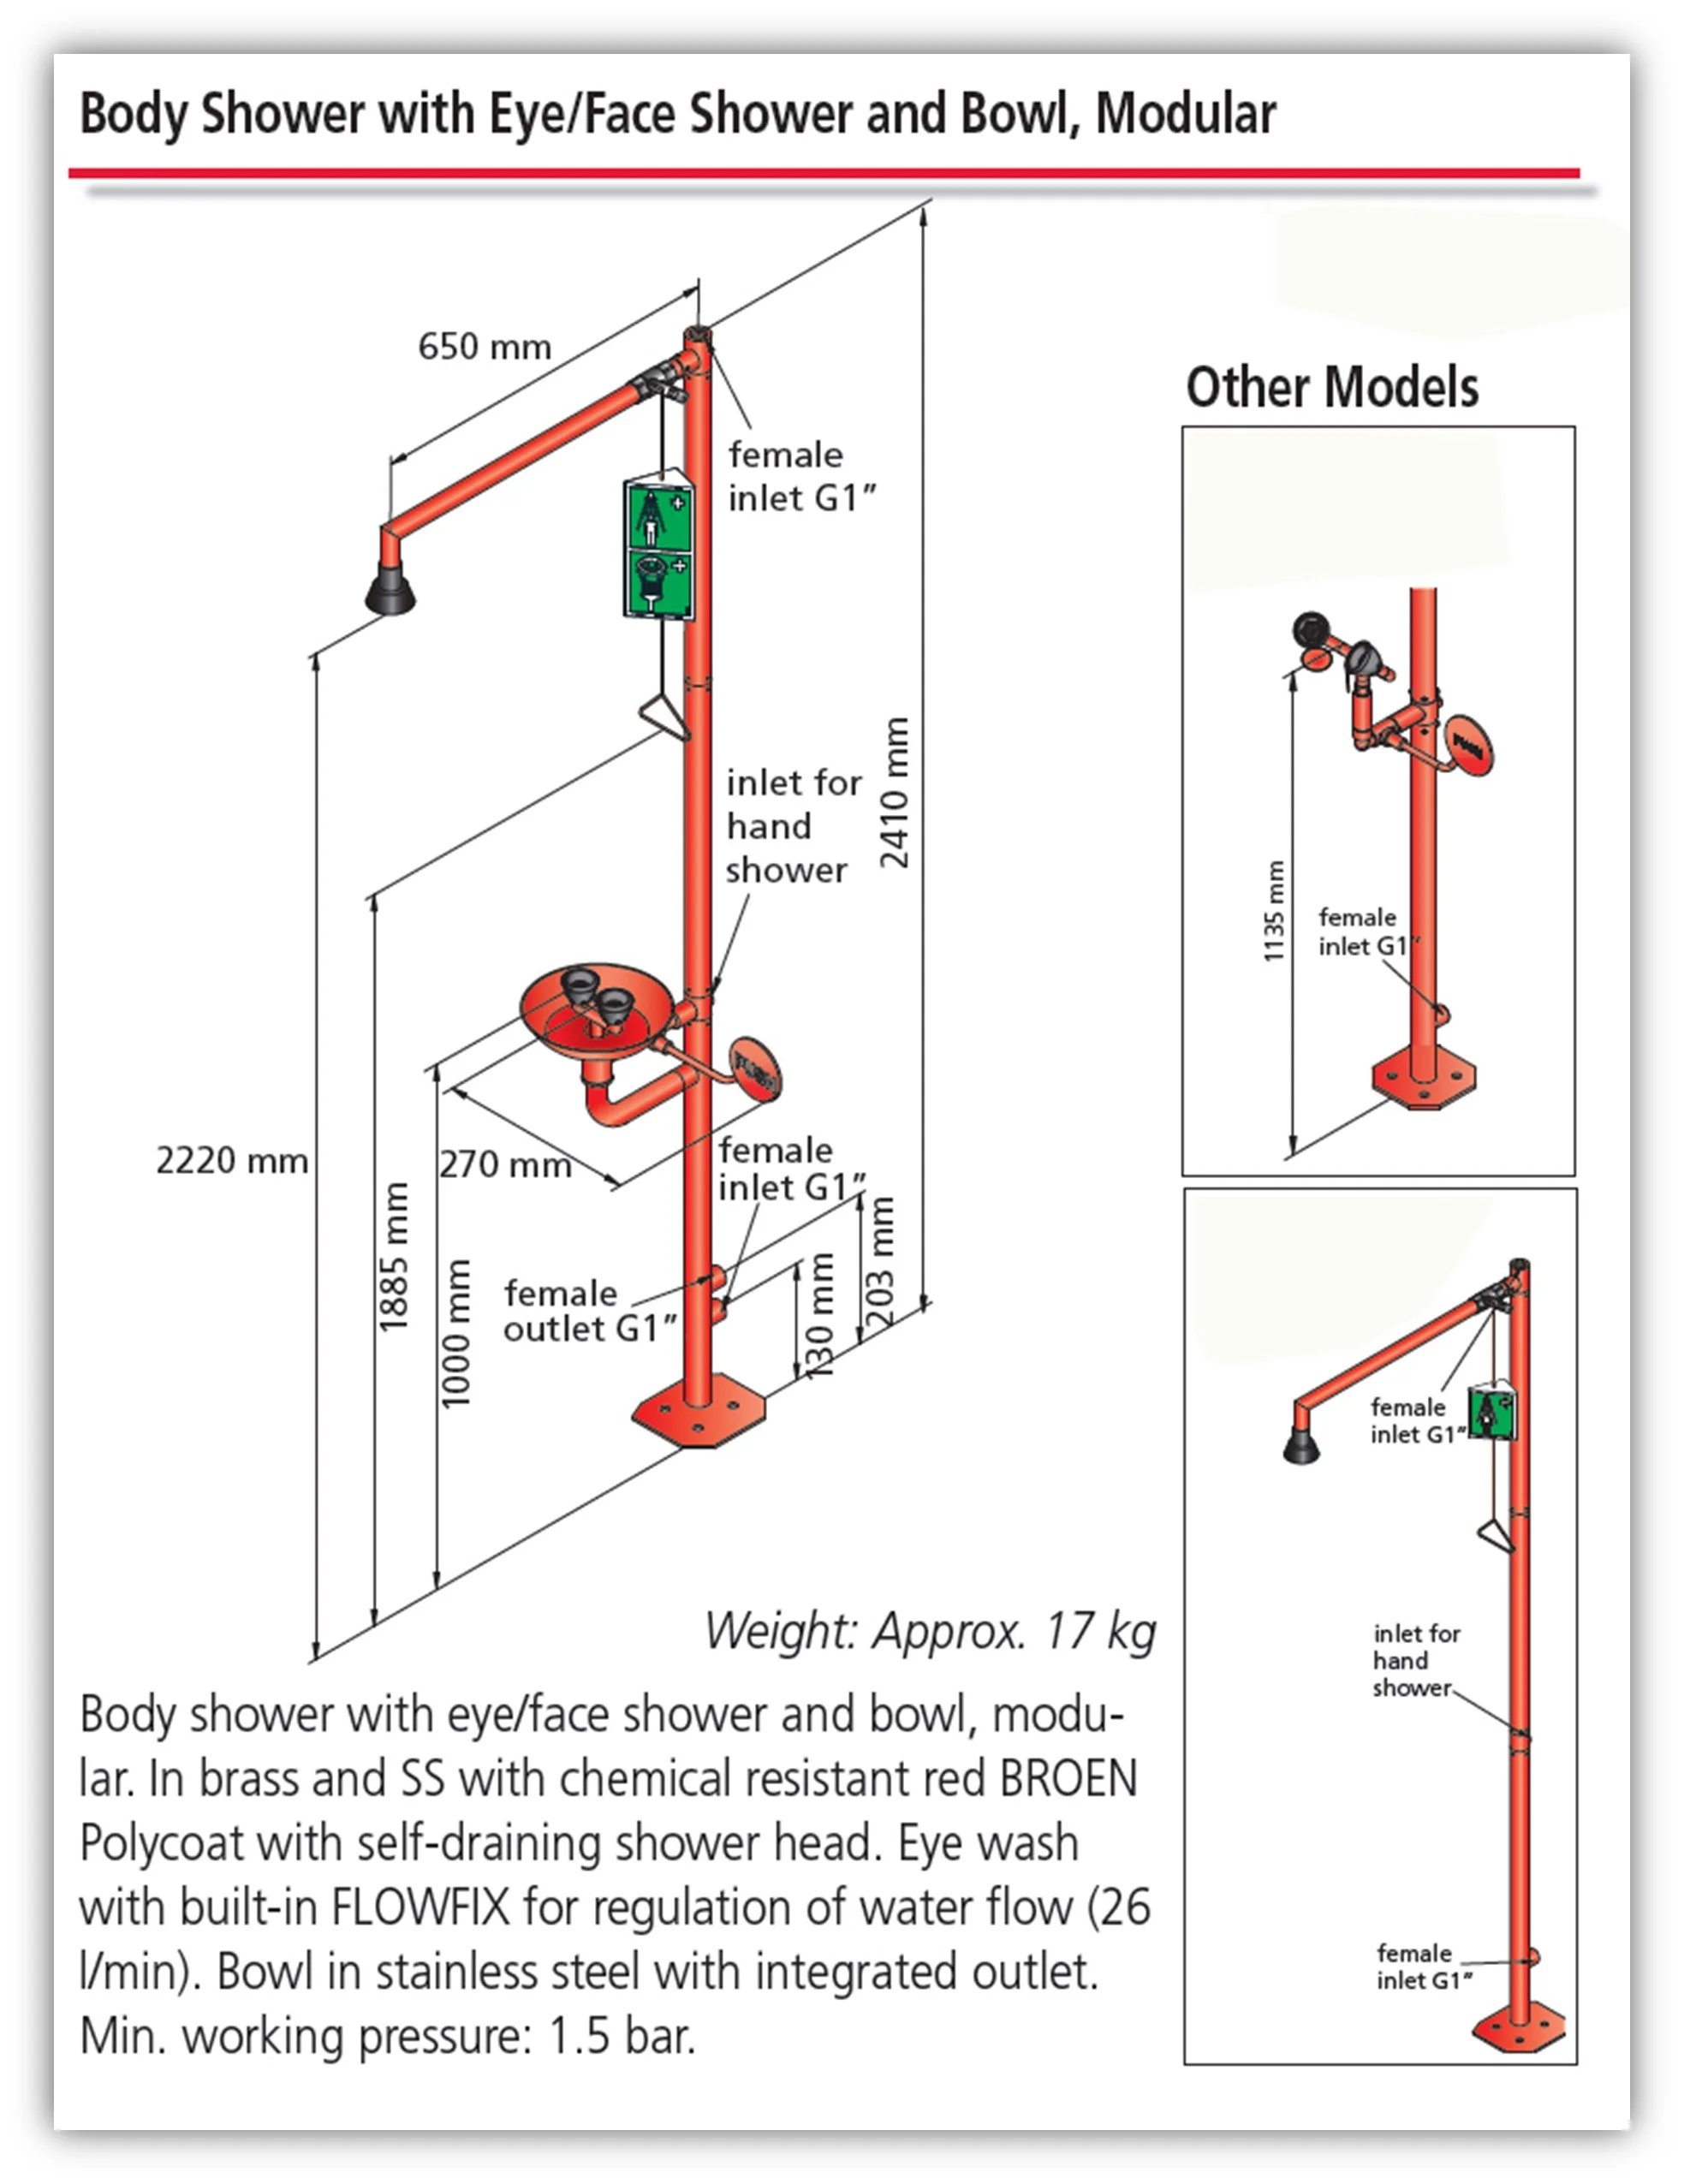 Body Shower with Eye/Face Shower and Bowl, Modular
650 mm
female
inlet G1”
inlet for
hand
shower
2410 mm
PUSH
2220 mm
1885 mm
1000 mm
270 mm
female
inlet G1”
female
outlet G1”
130 mm
203 mm
Weight: Approx. 17 kg
Body shower with eye/face shower and bowl, modu-
lar. In brass and SS with chemical resistant red BROEN
Polycoat with self-draining shower head. Eye wash
with built-in FLOWFIX for regulation of water flow (26
l/min). Bowl in stainless steel with integrated outlet.
Min. working pressure: 1.5 bar.
Other Models
PUSH
1135 mm
female
inlet G1”
female
inlet G1”
inlet for
hand
shower
female
inlet G1”